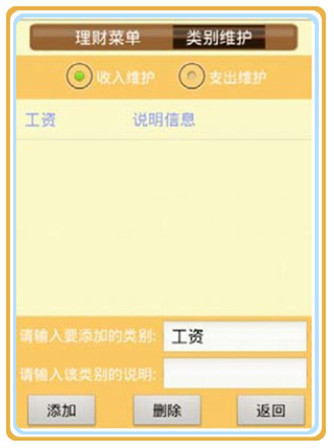 理财菜单 类别维护
收入维护 支出维护
工资 说明信息
请输入要添加的类别: 工资
请输入该类别的说明:
添加 删除 返回